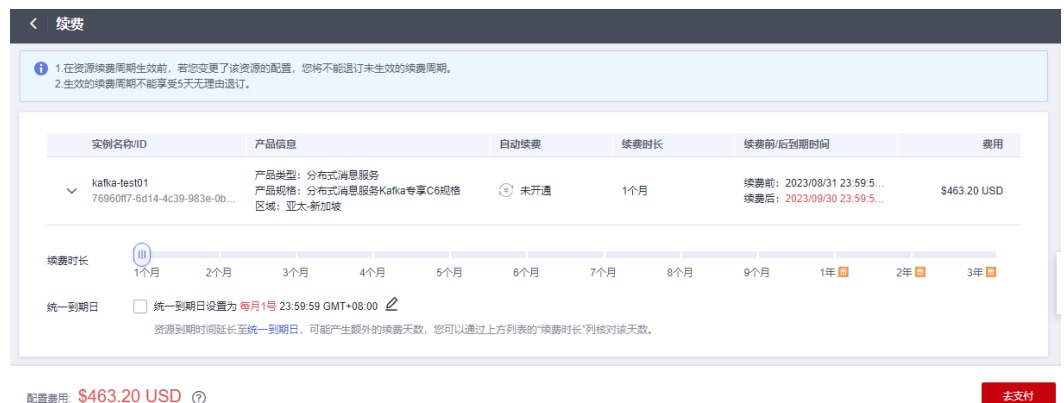 续费
1.在资源续费周期生效前，若您变更了该资源的配置，您将不能退订未生效的续费周期。
2.生效的续费周期不能享受5天无理由退订。
实例名称/ID 产品信息 自动续费 续费时长 续费前/后到期时间 费用
kafka-test01
76960ff7-6d14-4c39-983e-0b...
产品类型：分布式消息服务
产品规格：分布式消息服务Kafka专享C6规格
区域：亚太-新加坡
未开通
1个月
续费前：2023/08/31 23:59:5...
续费后：2023/09/30 23:59:5...
$463.20 USD
续费时长
1个月 2个月 3个月 4个月 5个月 6个月 7个月 8个月 9个月 1年 2年 3年
统一到期日 统一到期日设置为 每月1号 23:59:59 GMT+08:00
资源到期时间延长至统一到期日，可能产生额外的续费天数，您可以通过上方列表的“续费时长”列核对该天数。
配置费用: $463.20 USD
去支付